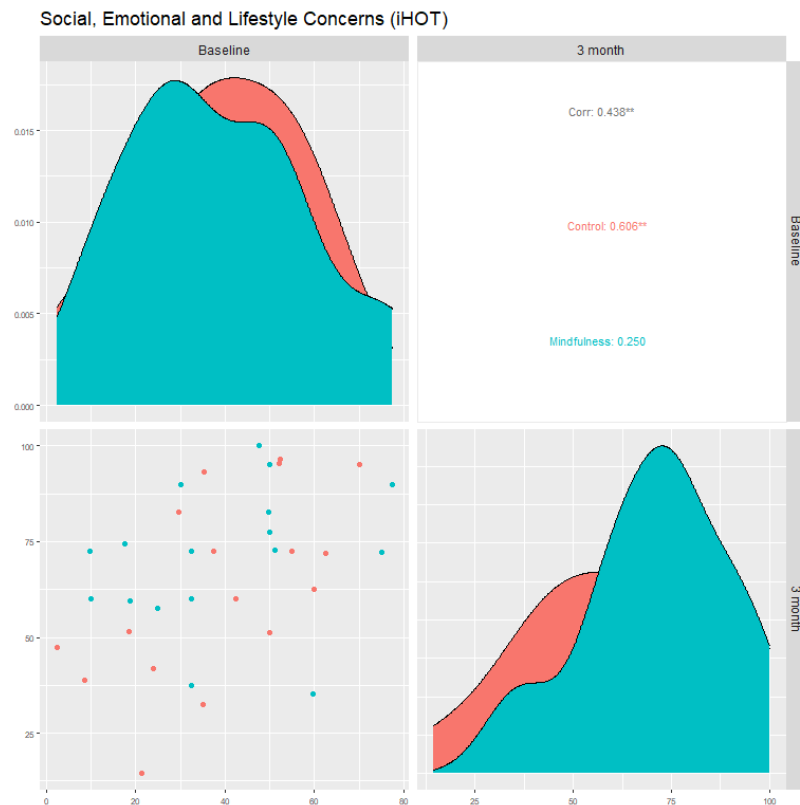 Social, Emotional and Lifestyle Concerns (iHOT)
Baseline
3 month
0.015
0.010
0.005
0.000
Corr: 0.438**
Control: 0.606**
Mindfulness: 0.250
Baseline
100
75
50
25
3 month
0
20
40
60
80
25
50
75
100